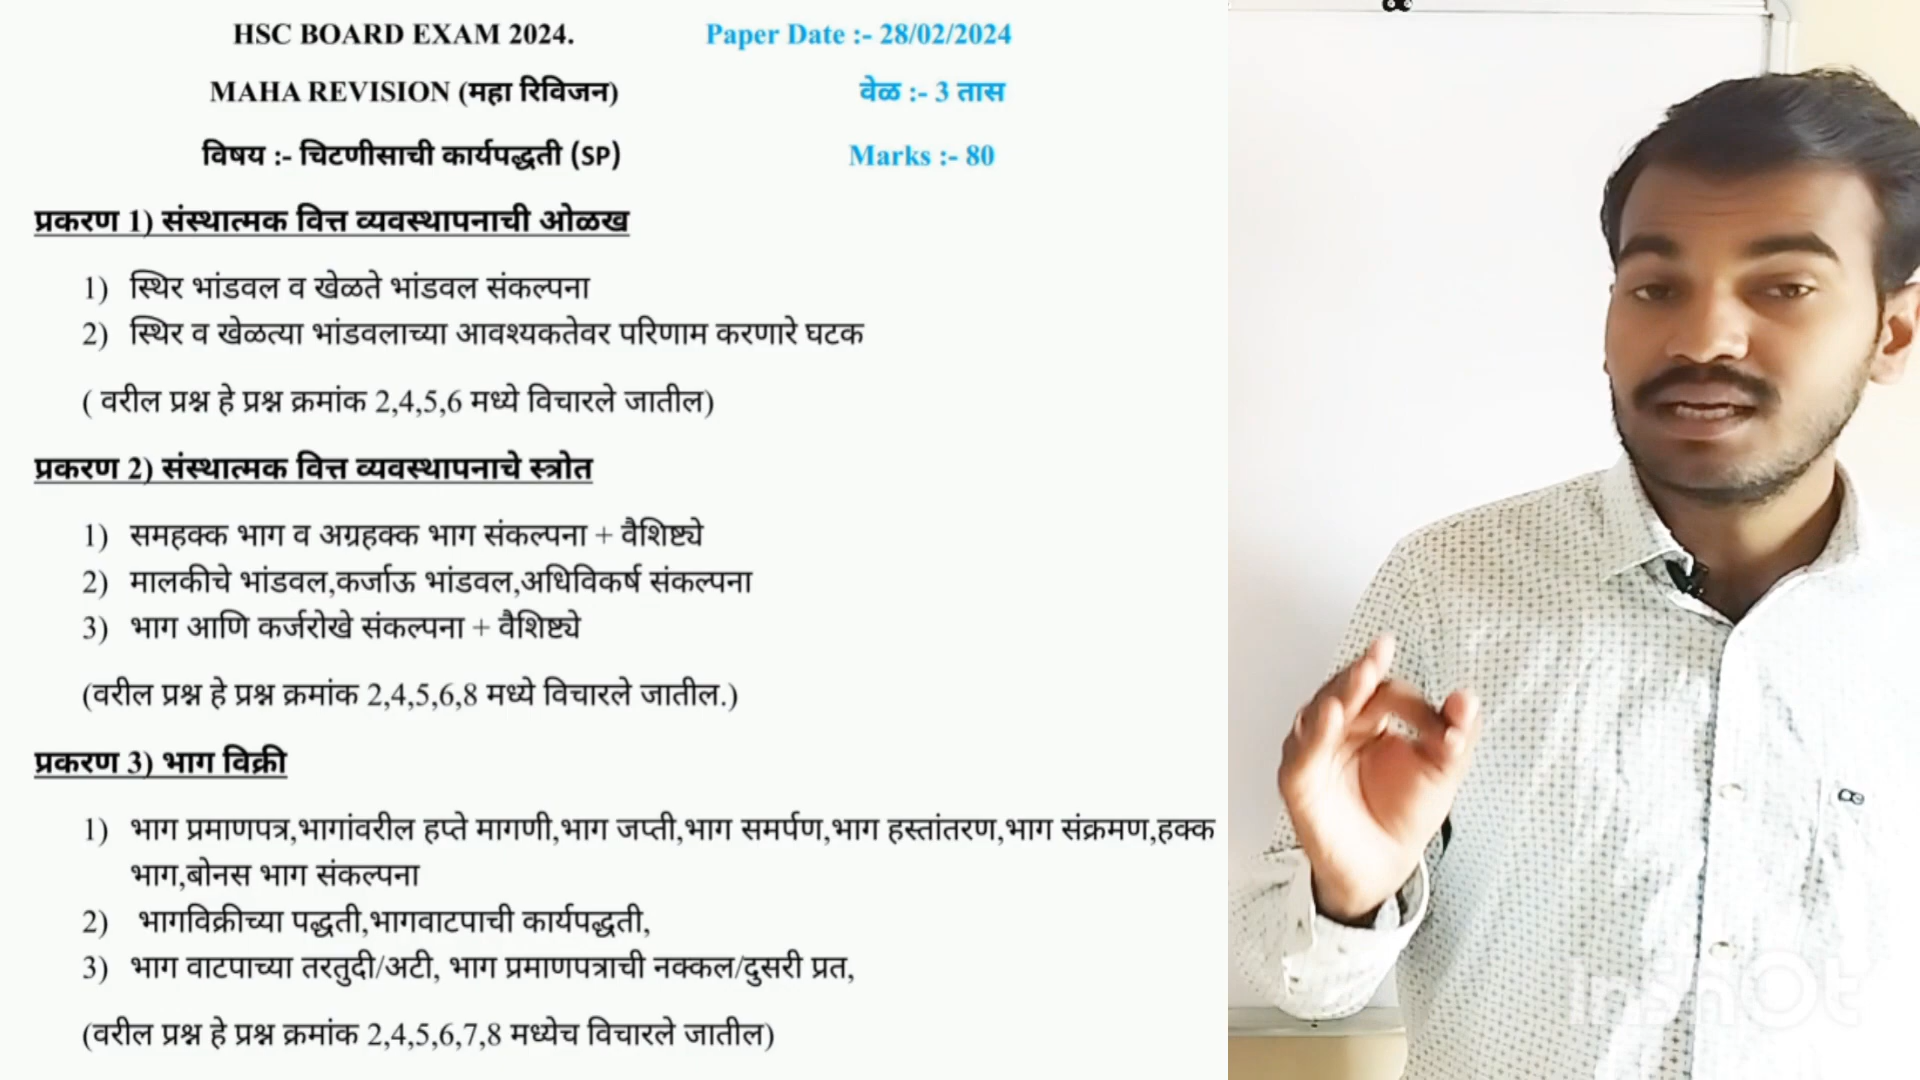 HSC BOARD EXAM 2024.
Paper Date :- 28/02/2024
MAHA REVISION (महा रिविजन)
वेळ :- 3 तास
विषय :- चिटणीसाची कार्यपद्धती (SP)
Marks :- 80
प्रकरण 1) संस्थात्मक वित्त व्यवस्थापनाची ओळख
1) स्थिर भांडवल व खेळते भांडवल संकल्पना
2) स्थिर व खेळत्या भांडवलाच्या आवश्यकतेवर परिणाम करणारे घटक
( वरील प्रश्न हे प्रश्न क्रमांक 2,4,5,6 मध्ये विचारले जातील)
प्रकरण 2) संस्थात्मक वित्त व्यवस्थापनाचे स्त्रोत
1) समहक्क भाग व अग्रहक्क भाग संकल्पना + वैशिष्ट्ये
2) मालकीचे भांडवल,कर्जाऊ भांडवल,अधिविकर्ष संकल्पना
3) भाग आणि कर्जरोखे संकल्पना + वैशिष्ट्ये
(वरील प्रश्न हे प्रश्न क्रमांक 2,4,5,6,8 मध्ये विचारले जातील.)
प्रकरण 3) भाग विक्री
1) भाग प्रमाणपत्र,भागांवरील हप्ते मागणी,भाग जप्ती,भाग समर्पण,भाग हस्तांतरण,भाग संक्रमण,हक्क
भाग,बोनस भाग संकल्पना
2) भागविक्रीच्या पद्धती,भागवाटपाची कार्यपद्धती,
3) भाग वाटपाच्या तरतुदी/अटी, भाग प्रमाणपत्राची नक्कल/दुसरी प्रत,
(वरील प्रश्न हे प्रश्न क्रमांक 2,4,5,6,7,8 मध्येच विचारले जातील)
InShOt